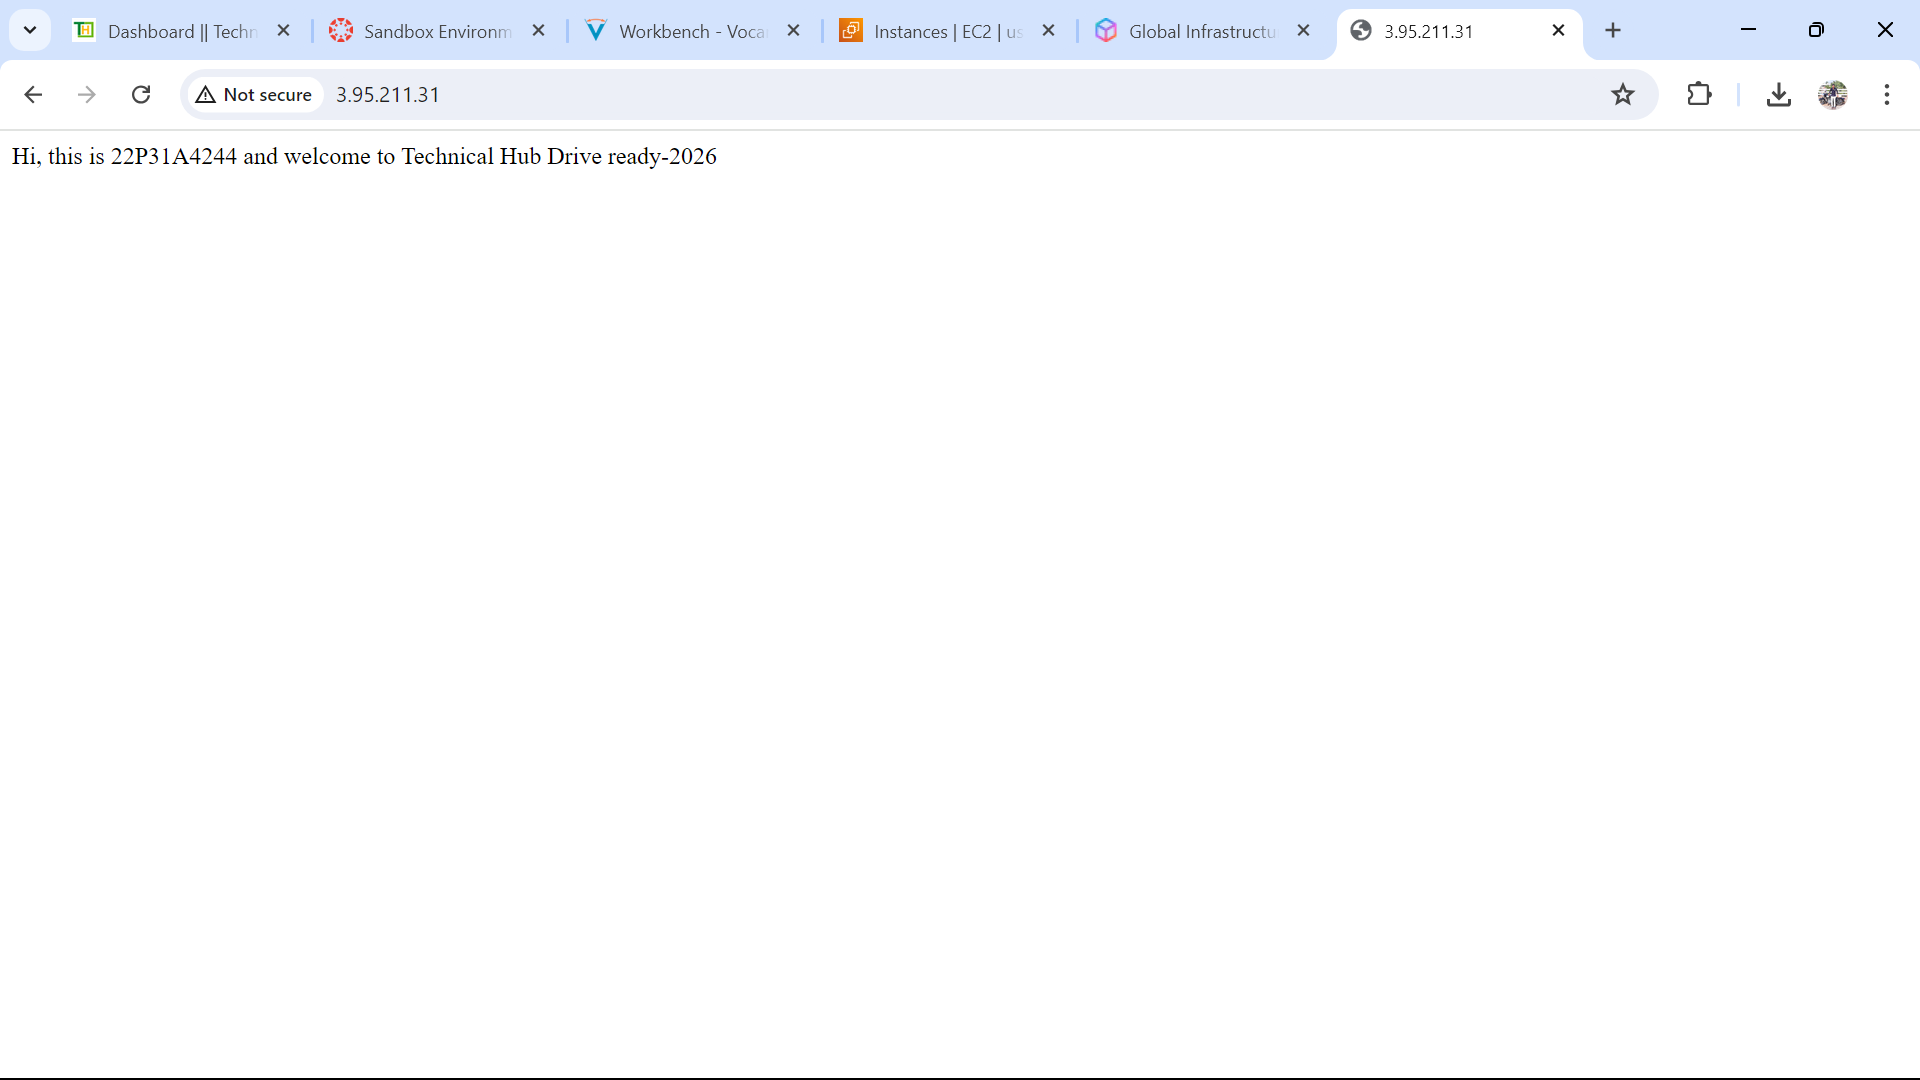 Dashboard || Techn
Sandbox Environm
Workbench - Voca
Instances | EC2 | us
Global Infrastructu
3.95.211.31
Not secure
3.95.211.31
Hi, this is 22P31A4244 and welcome to Technical Hub Drive ready-2026